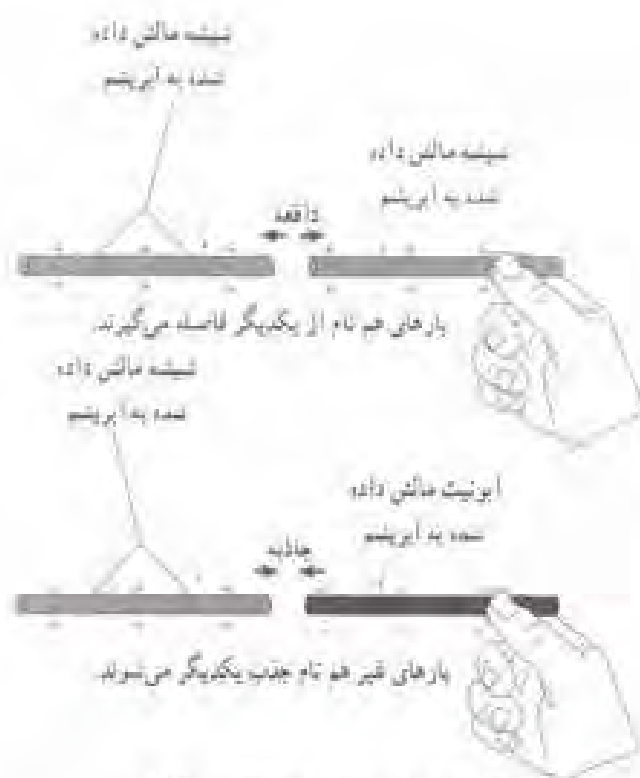 شیشه مالش داده
شده به ابریشم
شیشه مالش داده
شده به ابریشم
دافعه
بارهای هم نام از یکدیگر فاصله می‌گیرند.
شیشه مالش داده
شده به ابریشم
ابونیت مالش داده
شده به ابریشم
جاذبه
بارهای غیر هم نام جذب یکدیگر می‌شوند.